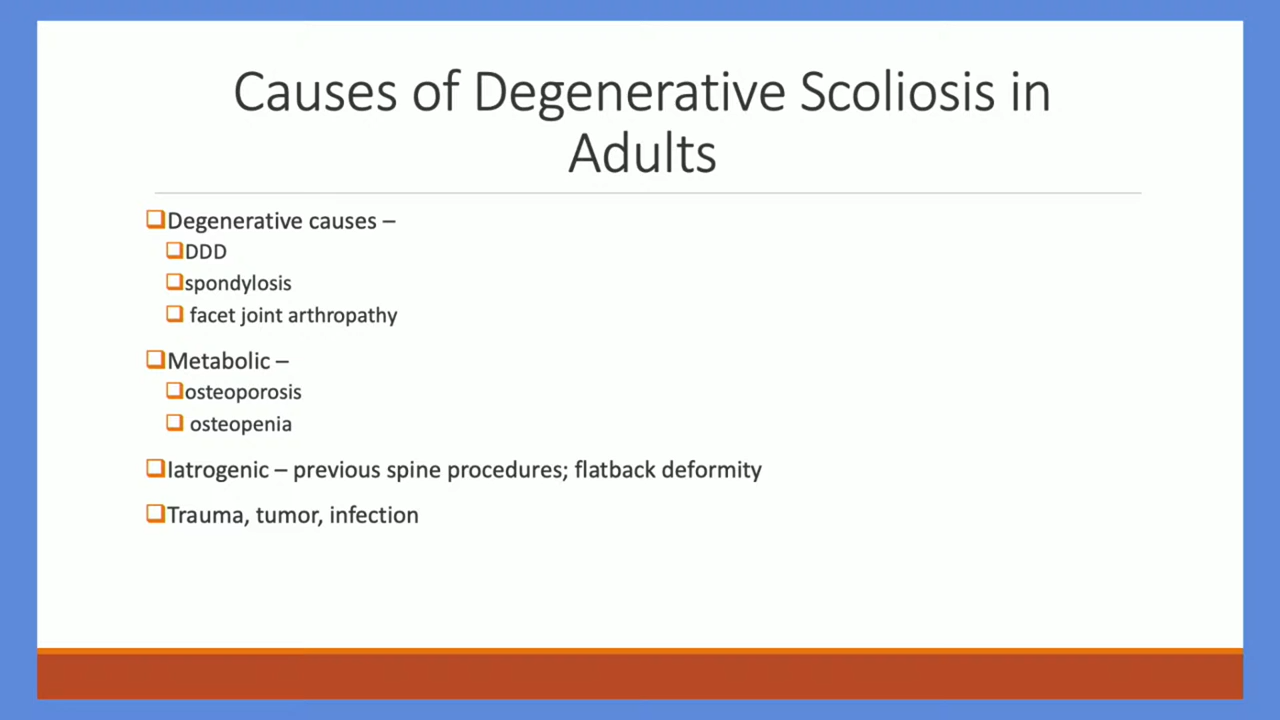 Causes of Degenerative Scoliosis in
Adults
❑Degenerative causes –
❑DDD
❑spondylosis
❑ facet joint arthropathy
❑Metabolic –
❑osteoporosis
❑ osteopenia
❑Iatrogenic – previous spine procedures; flatback deformity
❑Trauma, tumor, infection